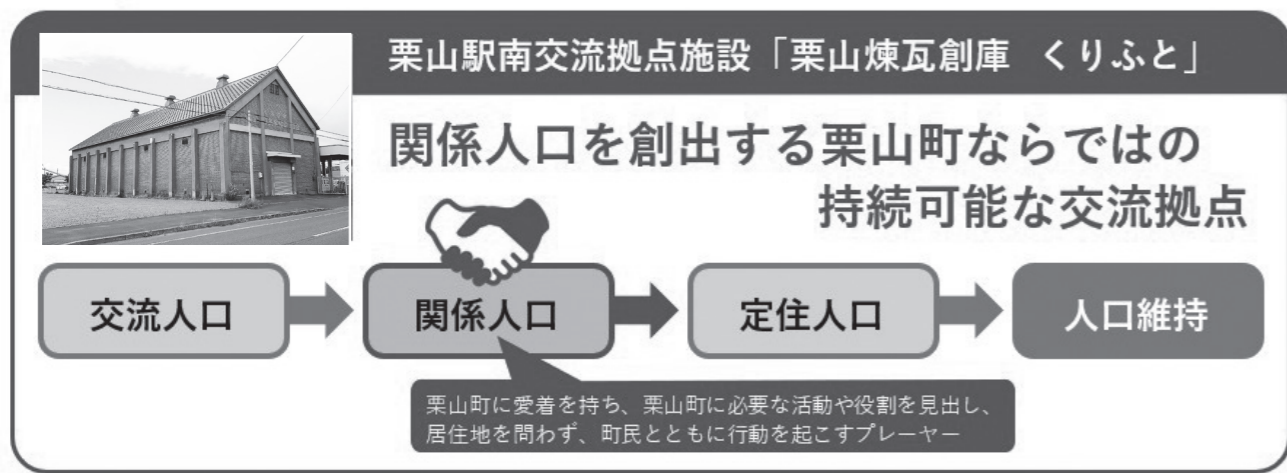 栗山駅南交流拠点施設「栗山煉瓦創庫　くりふと」
関係人口を創出する栗山町ならではの
持続可能な交流拠点
交流人口
関係人口
定住人口
人口維持
栗山町に愛着を持ち、栗山町に必要な活動や役割を見出し、
居住地を問わず、町民とともに行動を起こすプレーヤー